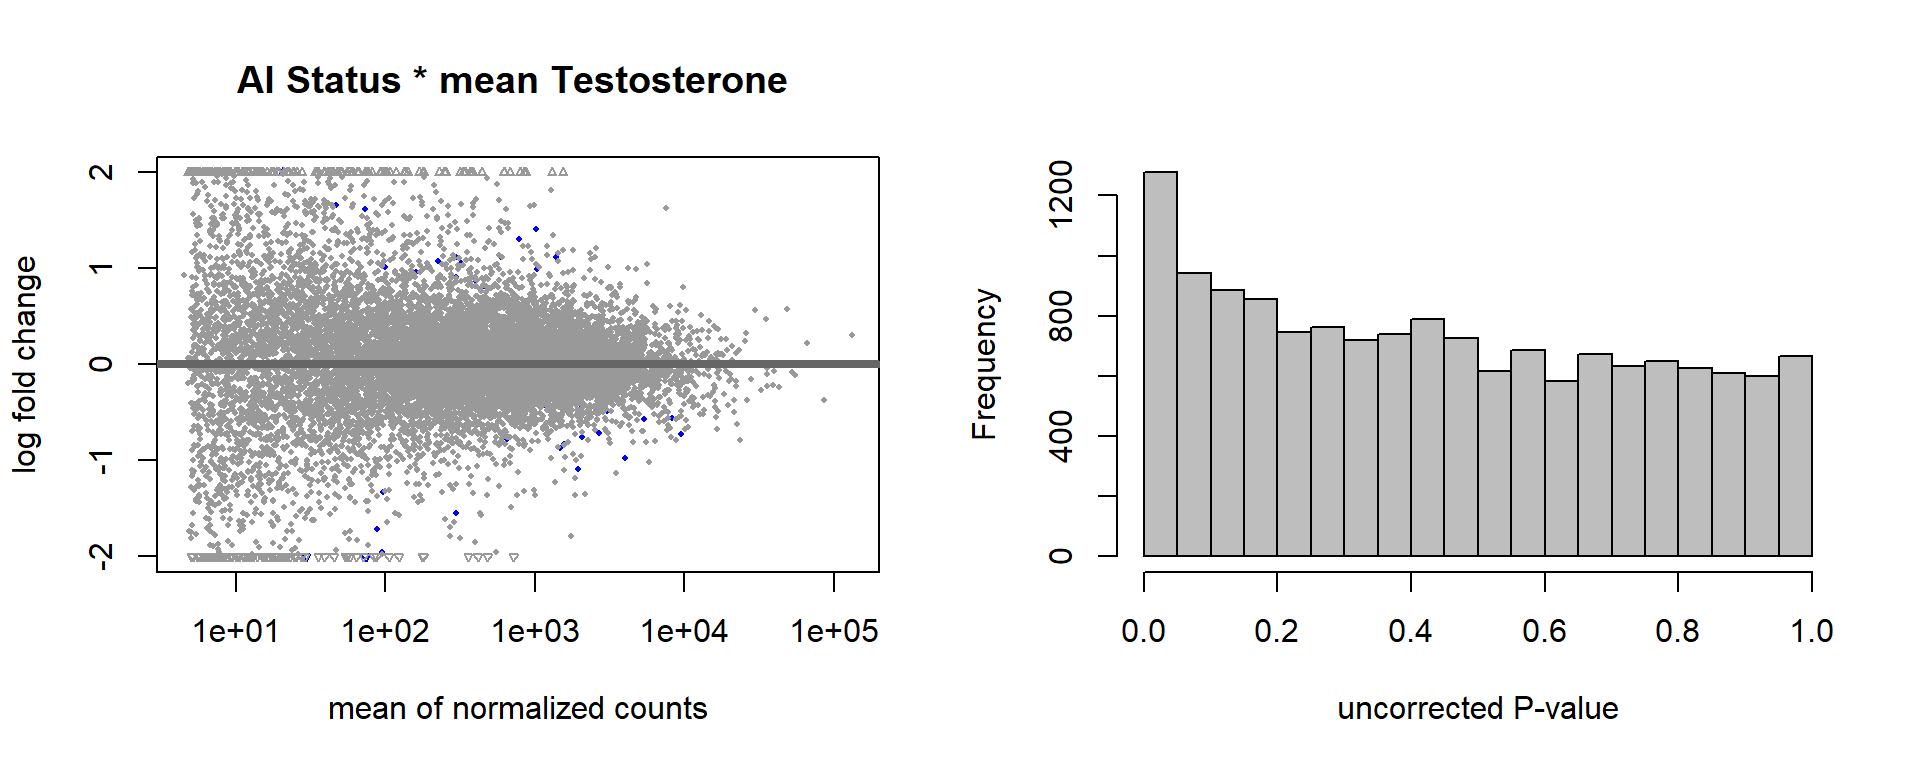 AI Status * mean Testosterone
log fold change
2
1
0
-1
-2
1e+01 1e+02 1e+03 1e+04 1e+05
mean of normalized counts
Frequency
1200
800
400
0
0.0 0.2 0.4 0.6 0.8 1.0
uncorrected P-value